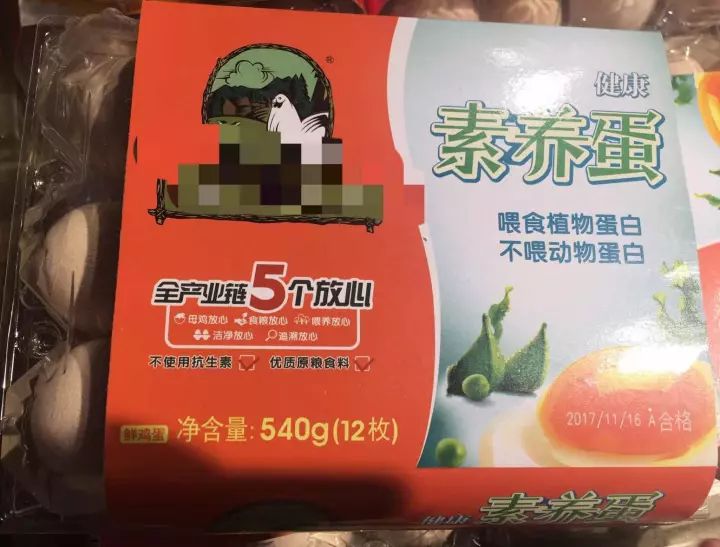 ®
健康
素养蛋
喂食植物蛋白
不喂动物蛋白
全产业链5个放心
母鸡放心 食粮放心 喂养放心
洁净放心 追溯放心
不使用抗生素 优质原粮食料
鲜鸡蛋 净含量:540g(12枚)
2017/11/16 A合格
健康 素养蛋